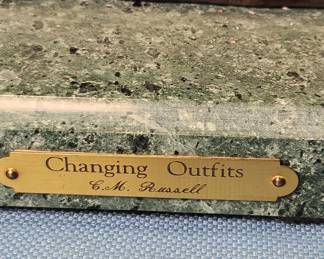 Changing Outfits
C.M. Russell